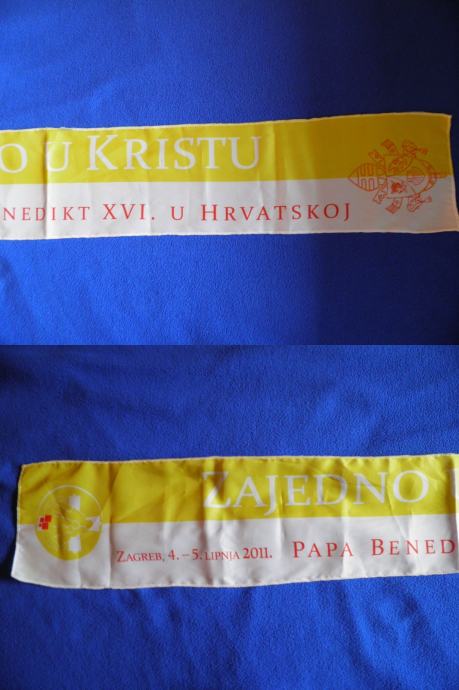 O U KRISTU
NEDIKT XVI. U HRVATSKOJ
ZAJEDNO
ZAGREB, 4. – 5. LIPNJA 2011. PAPA BENED